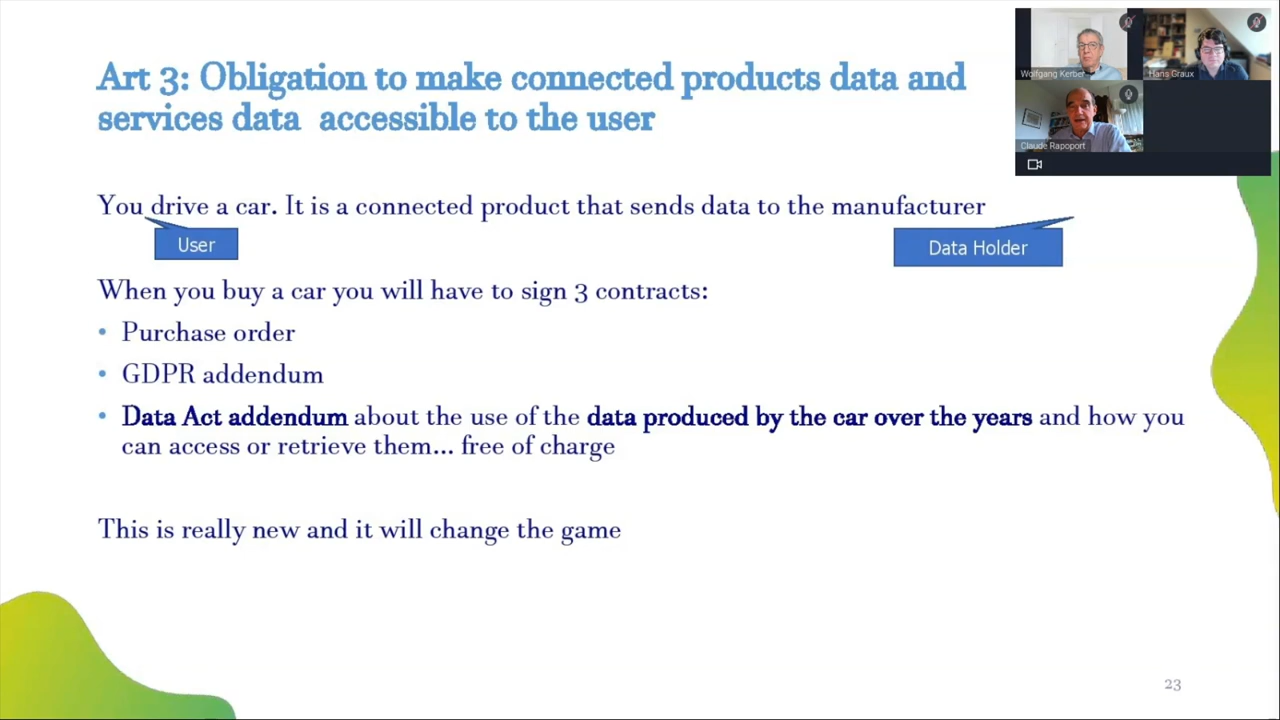 Wolfgang Kerber
Hans Graux
Claude Rapoport
Art 3: Obligation to make connected products data and
services data accessible to the user
You drive a car. It is a connected product that sends data to the manufacturer
User
Data Holder
When you buy a car you will have to sign 3 contracts:
• Purchase order
• GDPR addendum
• Data Act addendum about the use of the data produced by the car over the years and how you
can access or retrieve them... free of charge
This is really new and it will change the game
23